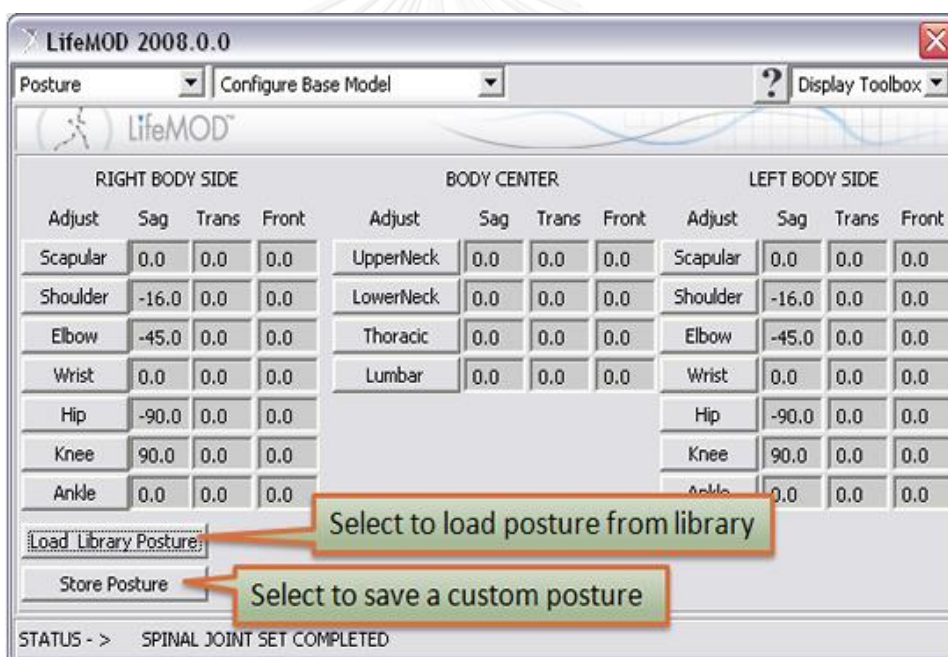 LifeMOD 2008.0.0
Posture Configure Base Model ? Display Toolbox
LifeMOD™
RIGHT BODY SIDE BODY CENTER LEFT BODY SIDE
Adjust Sag Trans Front Adjust Sag Trans Front Adjust Sag Trans Front
Scapular 0.0 0.0 0.0 UpperNeck 0.0 0.0 0.0 Scapular 0.0 0.0 0.0
Shoulder -16.0 0.0 0.0 LowerNeck 0.0 0.0 0.0 Shoulder -16.0 0.0 0.0
Elbow -45.0 0.0 0.0 Thoracic 0.0 0.0 0.0 Elbow -45.0 0.0 0.0
Wrist 0.0 0.0 0.0 Lumbar 0.0 0.0 0.0 Wrist 0.0 0.0 0.0
Hip -90.0 0.0 0.0 Hip -90.0 0.0 0.0
Knee 90.0 0.0 0.0 Knee 90.0 0.0 0.0
Ankle 0.0 0.0 0.0 Ankle 0.0 0.0 0.0
Load Library Posture Select to load posture from library
Store Posture Select to save a custom posture
STATUS - > SPINAL JOINT SET COMPLETED